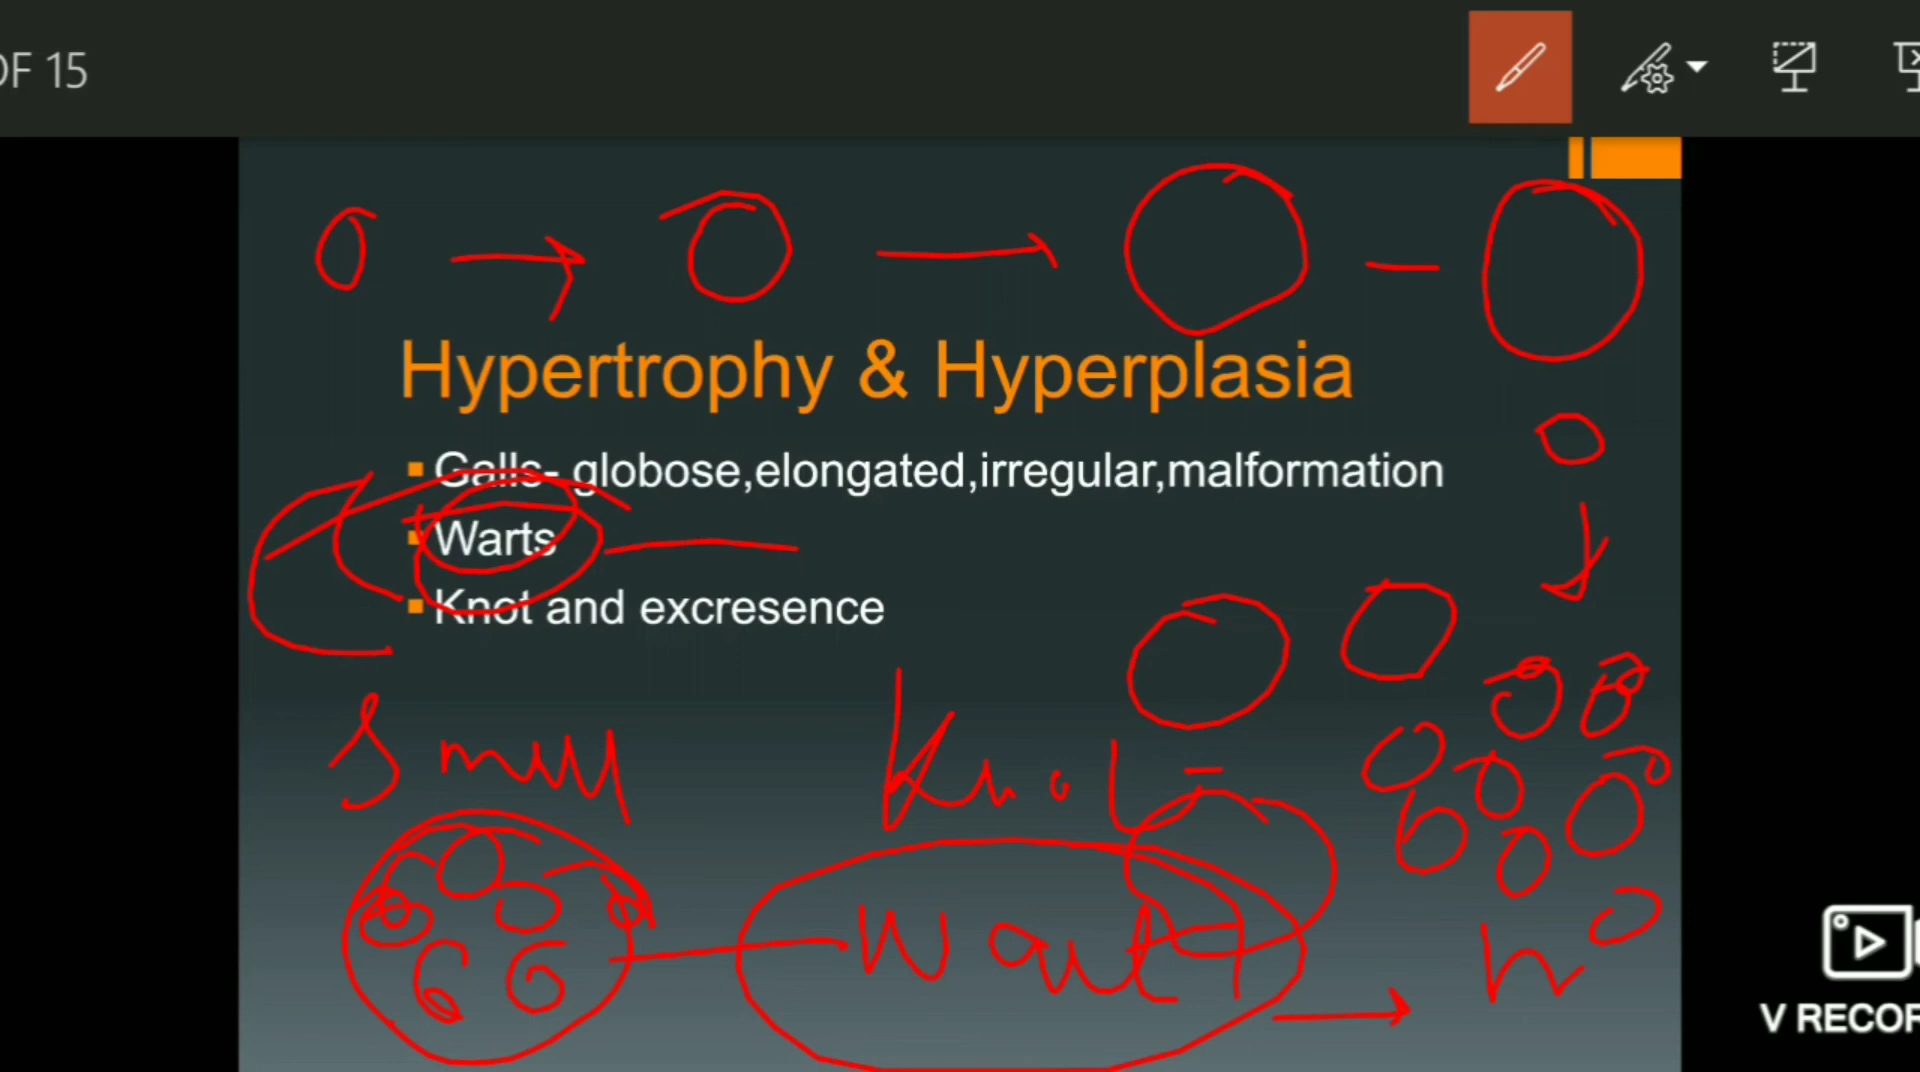 OF 15
Hypertrophy & Hyperplasia
Galls- globose,elongated,irregular,malformation
Warts
Knot and excresence
Small
Knot
Wart
V RECOR